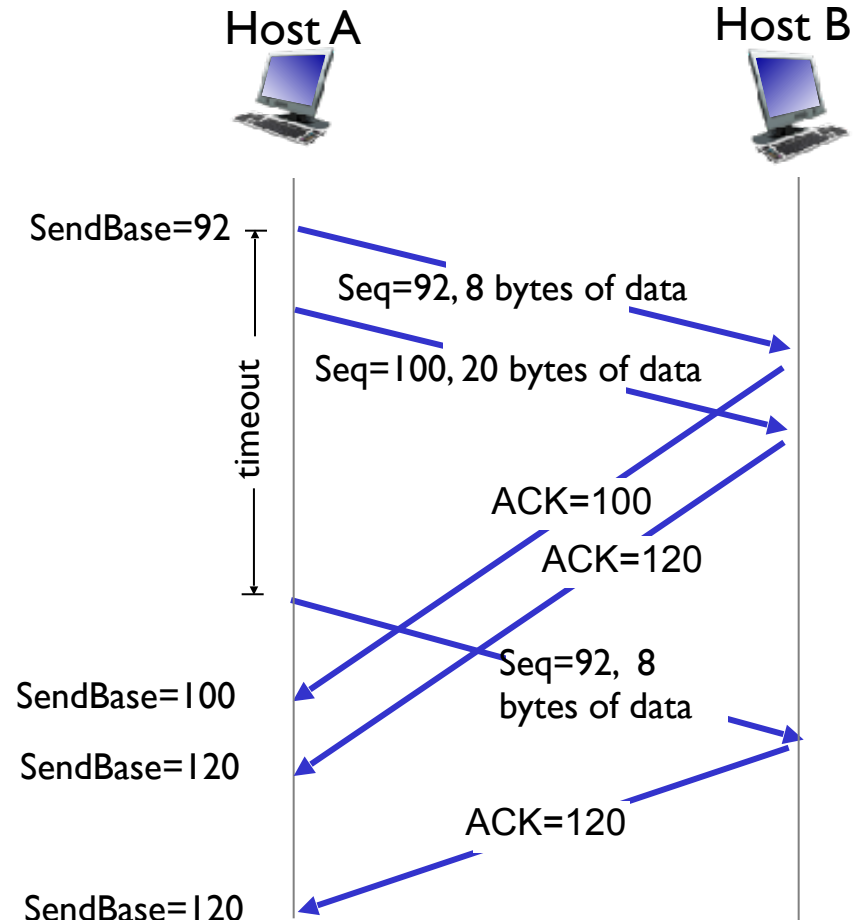 Host A
Host B
SendBase=92
Seq=92, 8 bytes of data
Seq=100, 20 bytes of data
timeout
ACK=100
ACK=120
Seq=92, 8
bytes of data
SendBase=100
SendBase=120
ACK=120
SendBase=120